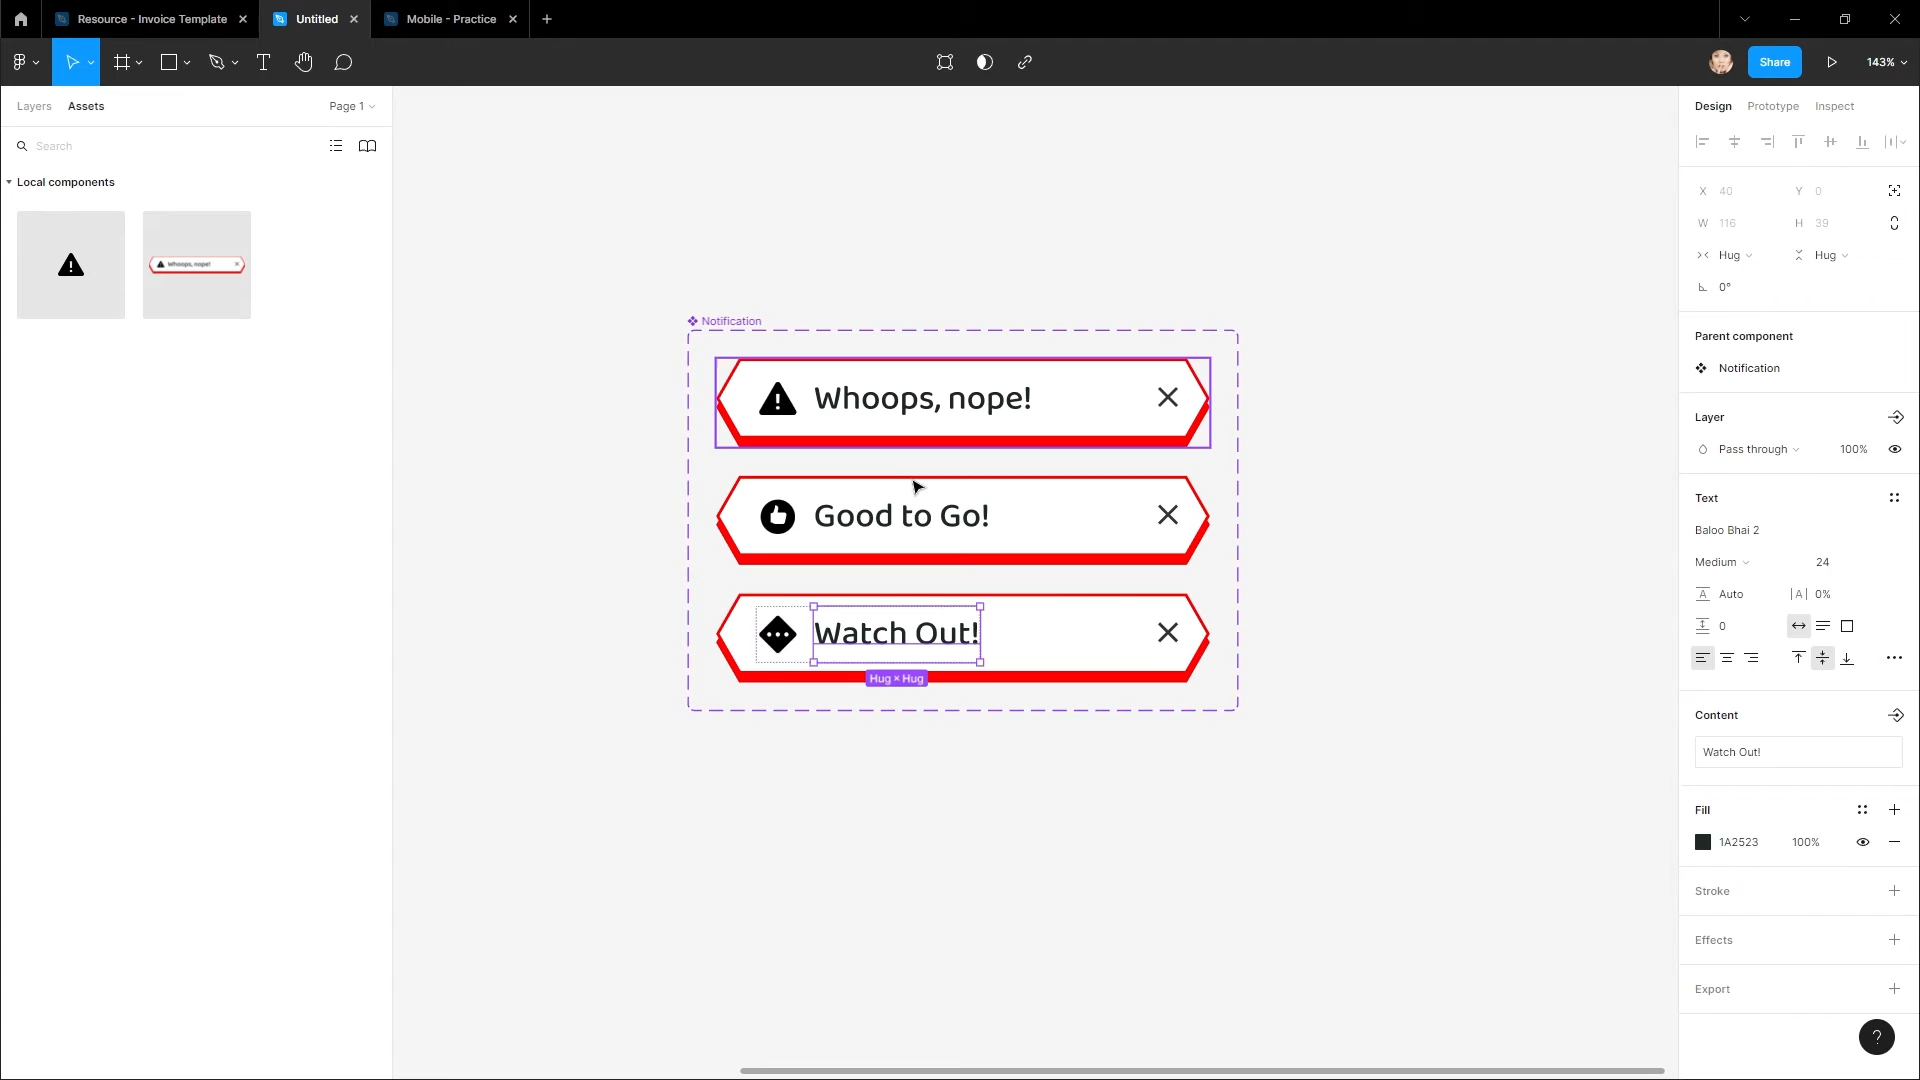 Resource - Invoice Template
Untitled
Mobile - Practice
Share
143%
Layers
Assets
Page 1
Search
Local components
Whoops, nope!
Notification
Whoops, nope!
Good to Go!
Watch Out!
Hug × Hug
Design
Prototype
Inspect
X 40
Y 0
W 116
H 39
Hug
Hug
0°
Parent component
Notification
Layer
Pass through
100%
Text
Baloo Bhai 2
Medium
24
Auto
0%
0
Content
Watch Out!
Fill
1A2523
100%
Stroke
Effects
Export
?